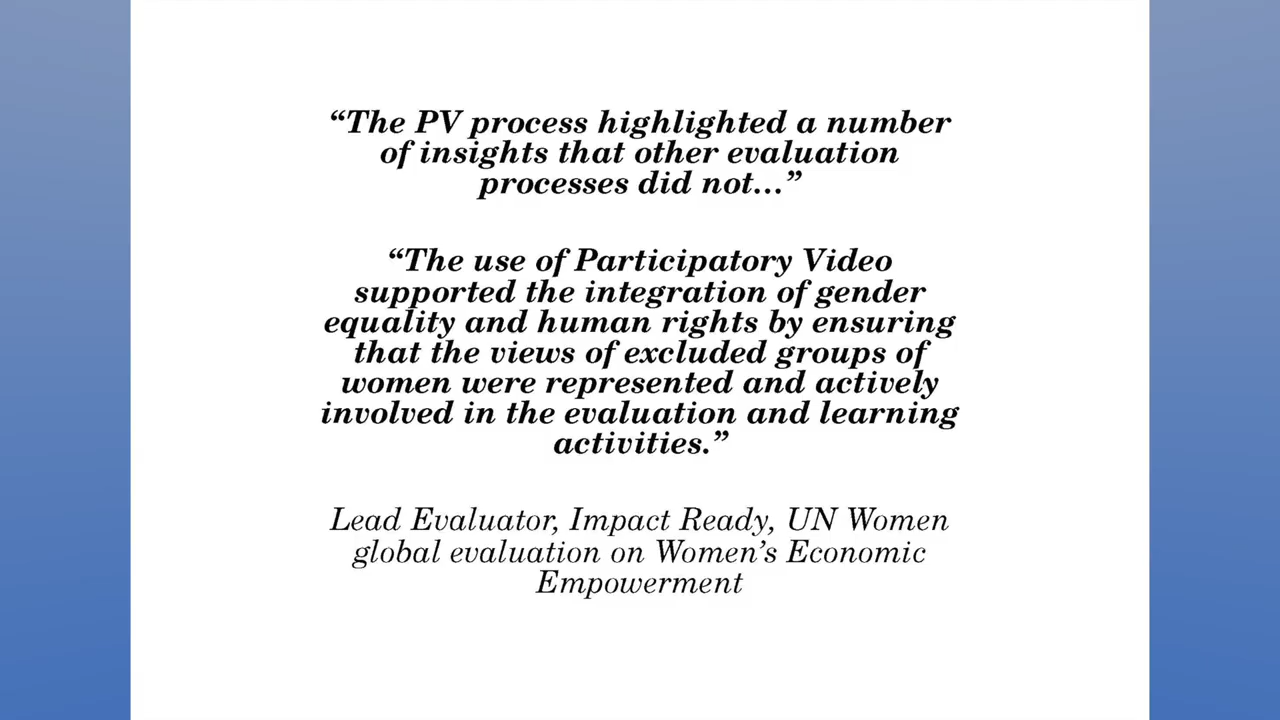 “The PV process highlighted a number
of insights that other evaluation
processes did not...”
“The use of Participatory Video
supported the integration of gender
equality and human rights by ensuring
that the views of excluded groups of
women were represented and actively
involved in the evaluation and learning
activities.”
Lead Evaluator, Impact Ready, UN Women
global evaluation on Women’s Economic
Empowerment